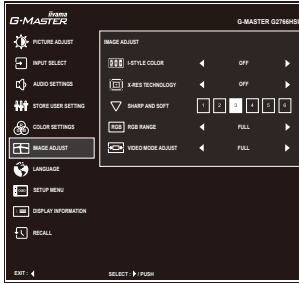 iiyama
G-MASTER
G-MASTER G2766HS
PICTURE ADJUST
IMAGE ADJUST
INPUT SELECT
I-STYLE COLOR OFF
AUDIO SETTINGS
X-RES TECHNOLOGY OFF
STORE USER SETTING
SHARP AND SOFT 1 2 3 4 5 6
COLOR SETTINGS
RGB RGB RANGE FULL
IMAGE ADJUST
VIDEO MODE ADJUST FULL
LANGUAGE
SETUP MENU
DISPLAY INFORMATION
RECALL
EXIT :
SELECT : / PUSH